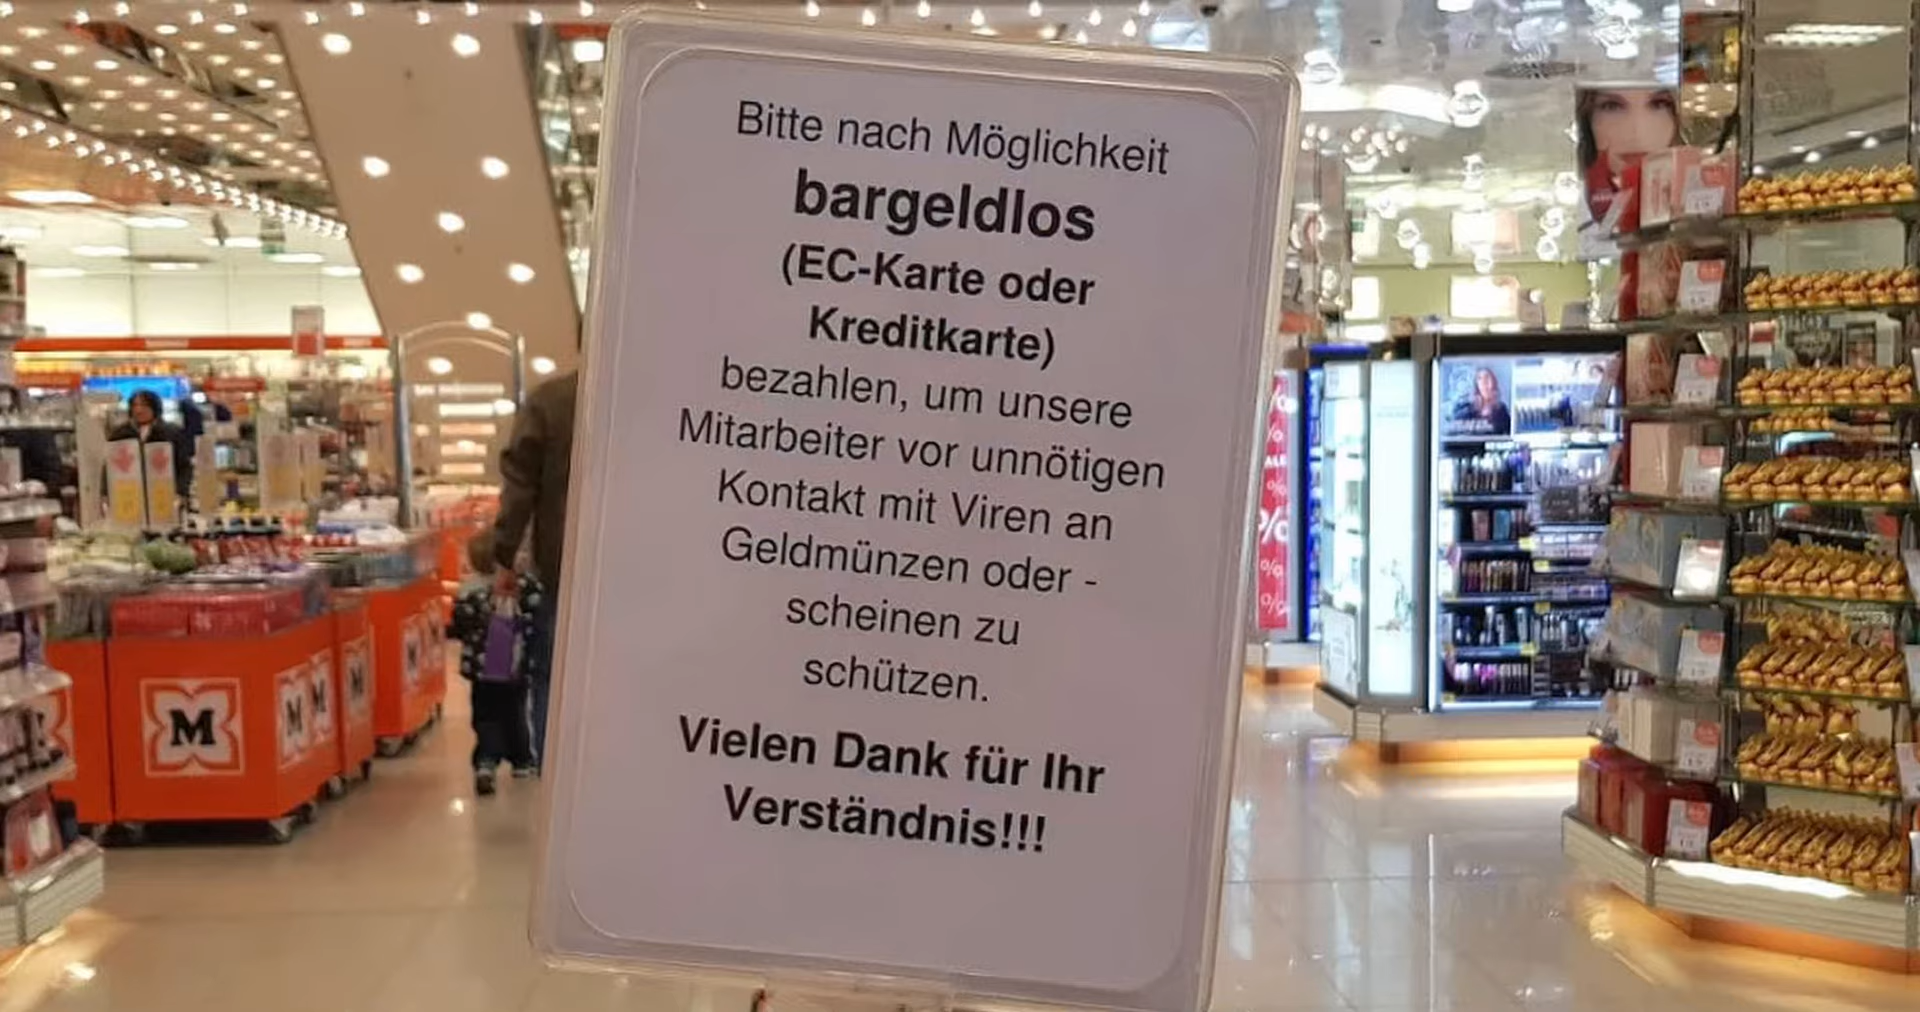 Bitte nach Möglichkeit
bargeldlos
(EC-Karte oder
Kreditkarte)
bezahlen, um unsere
Mitarbeiter vor unnötigen
Kontakt mit Viren an
Geldmünzen oder -
scheinen zu
schützen.
Vielen Dank für Ihr
Verständnis!!!
M
M
M
M
M
%
%
%
%
%